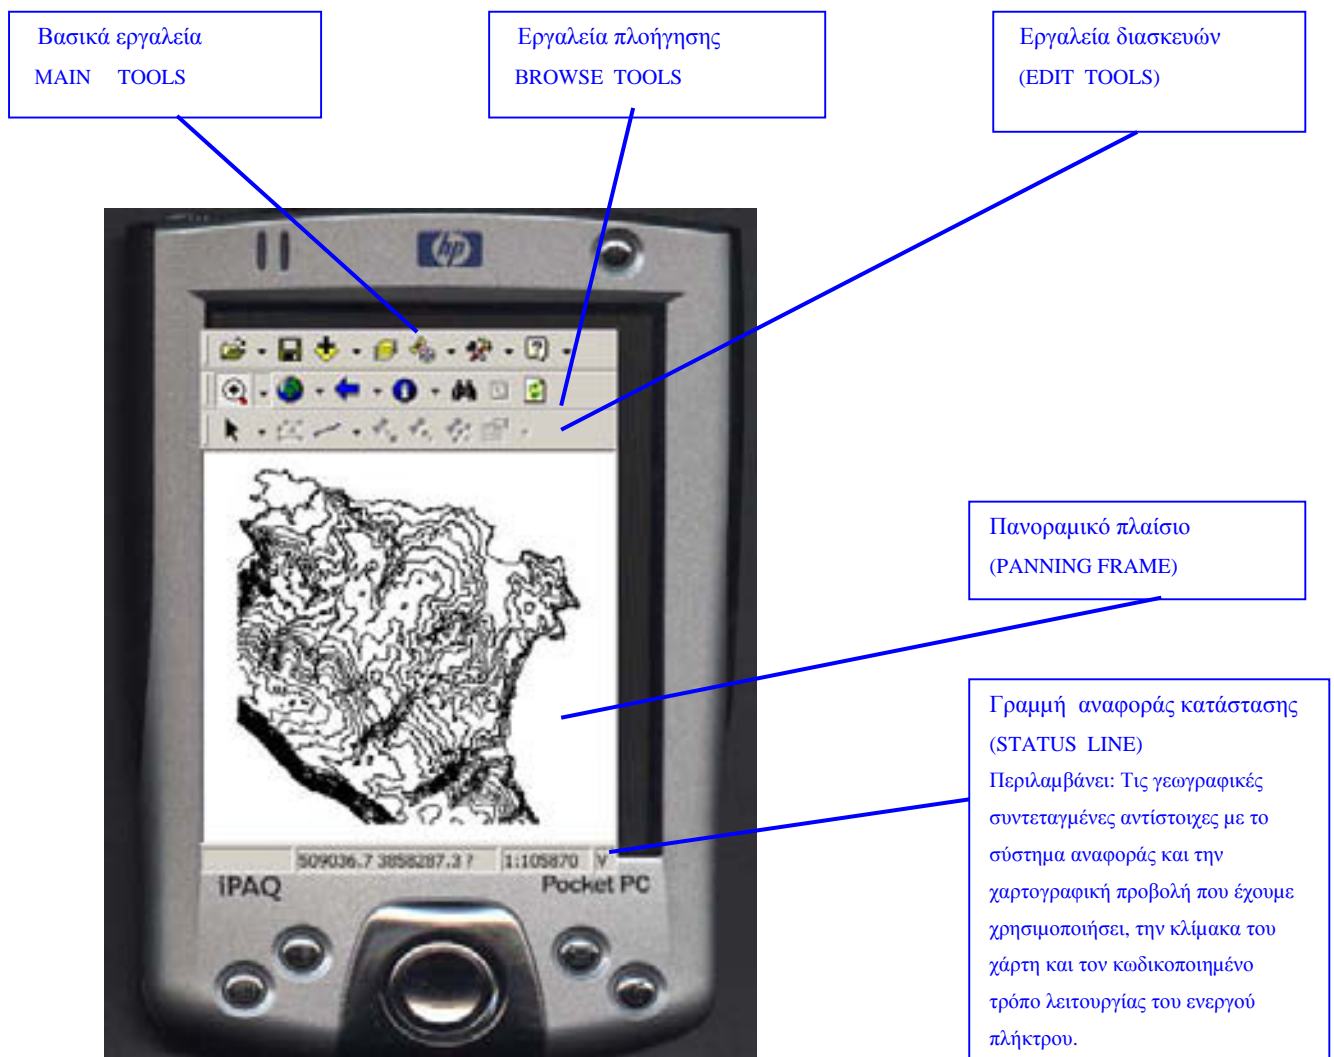 Βασικά εργαλεία
MAIN TOOLS
Εργαλεία πλοήγησης
BROWSE TOOLS
Εργαλεία διασκευών
(EDIT TOOLS)
hp
Πανοραμικό πλαίσιο
(PANNING FRAME)
Γραμμή αναφοράς κατάστασης
(STATUS LINE)
Περιλαμβάνει: Τις γεωγραφικές
συντεταγμένες αντίστοιχες με το
σύστημα αναφοράς και την
χαρτογραφική προβολή που έχουμε
χρησιμοποιήσει, την κλίμακα του
χάρτη και τον κωδικοποιημένο
τρόπο λειτουργίας του ενεργού
πλήκτρου.
509036.7 3858287.3 ? 1:105870 V
iPAQ Pocket PC